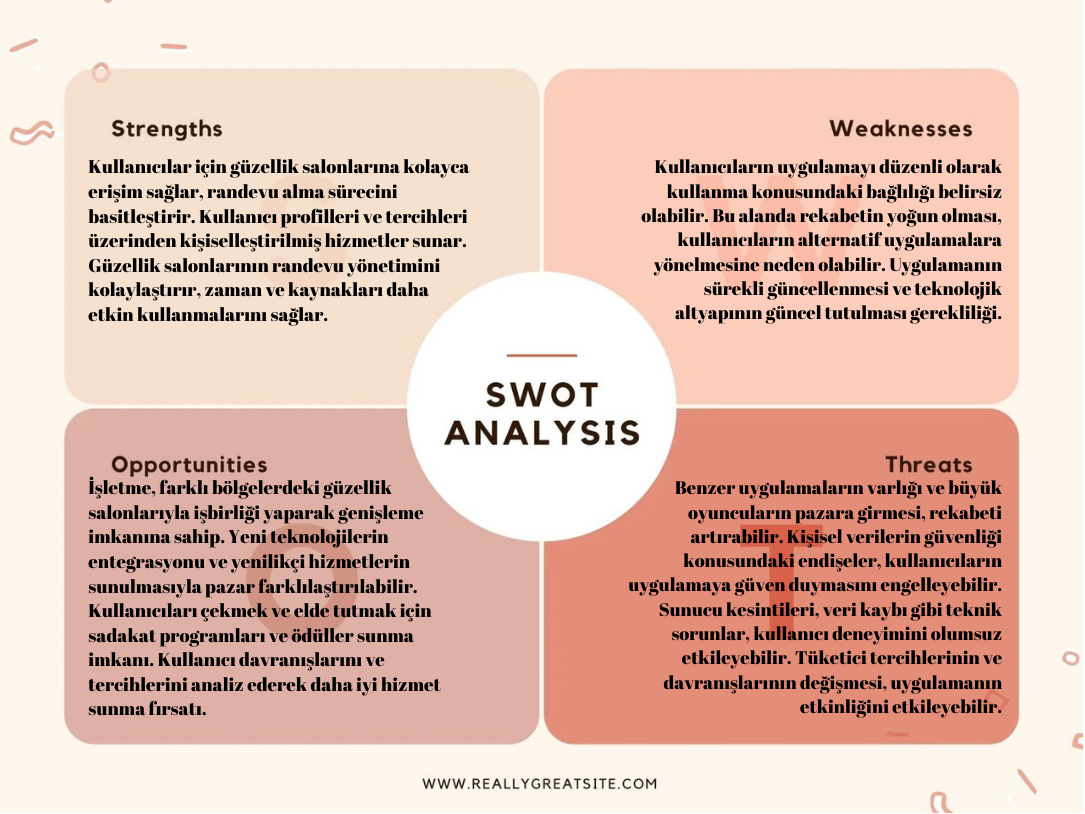 Strengths
Kullanıcılar için güzellik salonlarına kolayca
erişim sağlar, randevu alma sürecini
basitleştirir. Kullanıcı profilleri ve tercihleri
üzerinden kişiselleştirilmiş hizmetler sunar.
Güzellik salonlarının randevu yönetimini
kolaylaştırır, zaman ve kaynakları daha
etkin kullanmalarını sağlar.
Weaknesses
Kullanıcıların uygulamayı düzenli olarak
kullanma konusundaki bağlılığı belirsiz
olabilir. Bu alanda rekabetin yoğun olması,
kullanıcıların alternatif uygulamalara
yönelmesine neden olabilir. Uygulamanın
sürekli güncellenmesi ve teknolojik
altyapının güncel tutulması gerekliliği.
W
SWOT
ANALYSIS
Opportunities
İşletme, farklı bölgelerdeki güzellik
salonlarıyla işbirliği yaparak genişleme
imkanına sahip. Yeni teknolojilerin
entegrasyonu ve yenilikçi hizmetlerin
sunulmasıyla pazar farklılaştırılabilir.
Kullanıcıları çekmek ve elde tutmak için
sadakat programları ve ödüller sunma
imkanı. Kullanıcı davranışlarını ve
tercihlerini analiz ederek daha iyi hizmet
sunma fırsatı.
O
Threats
Benzer uygulamaların varlığı ve büyük
oyuncuların pazara girmesi, rekabeti
artırabilir. Kişisel verilerin güvenliği
konusundaki endişeler, kullanıcıların
uygulamaya güven duymasını engelleyebilir.
Sunucu kesintileri, veri kaybı gibi teknik
sorunlar, kullanıcı deneyimini olumsuz
etkileyebilir. Tüketici tercihlerinin ve
davranışlarının değişmesi, uygulamanın
etkinliğini etkileyebilir.
T
WWW.REALLYGREATSITE.COM